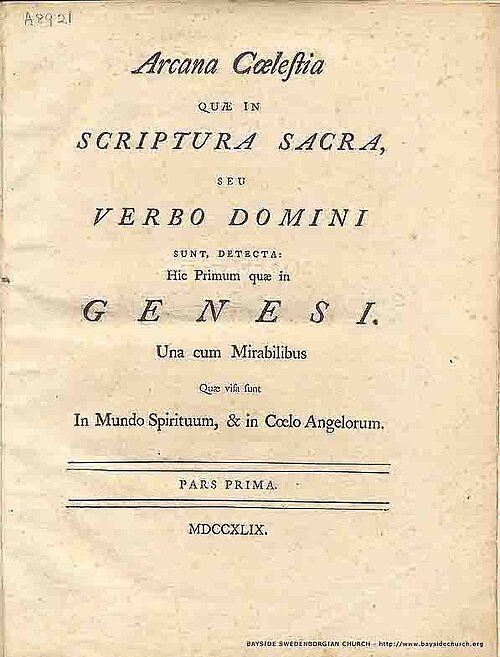 A8921
Arcana Cœleſtia
QUÆ IN
SCRIPTURA SACRA,
SEU
VERBO DOMINI
SUNT, DETECTA:
Hic Primum quæ in
GENESI.
Una cum Mirabilibus
Quæ viſa ſunt
In Mundo Spirituum, & in Cœlo Angelorum.
PARS PRIMA.
MDCCXLIX.
BAYSIDE SWEDENBORGIAN CHURCH - http://www.baysidechurch.org